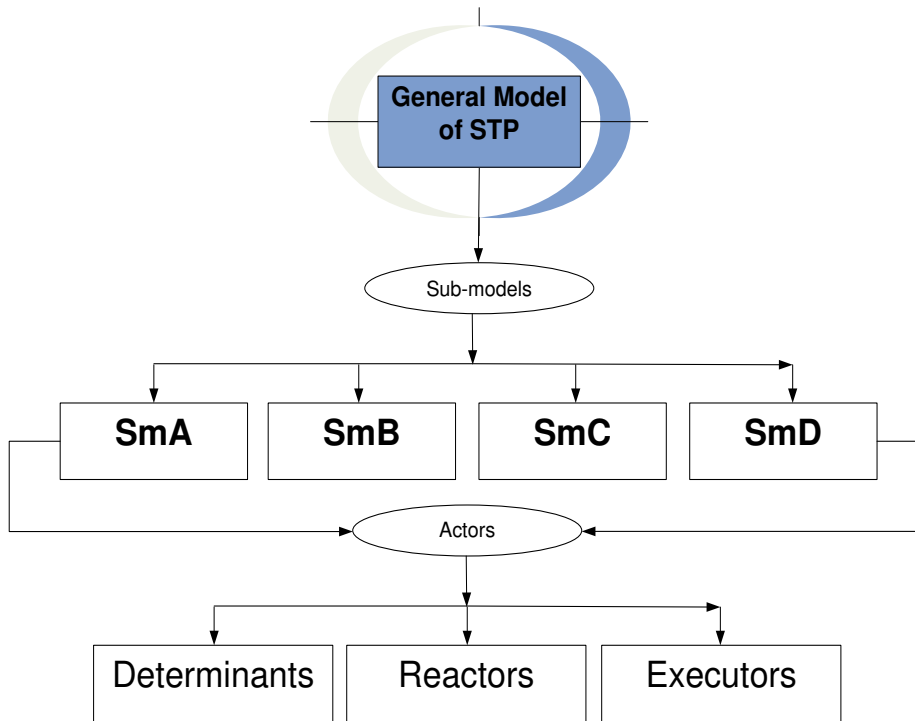 General Model
of STP
Sub-models
SmA
SmB
SmC
SmD
Actors
Determinants
Reactors
Executors